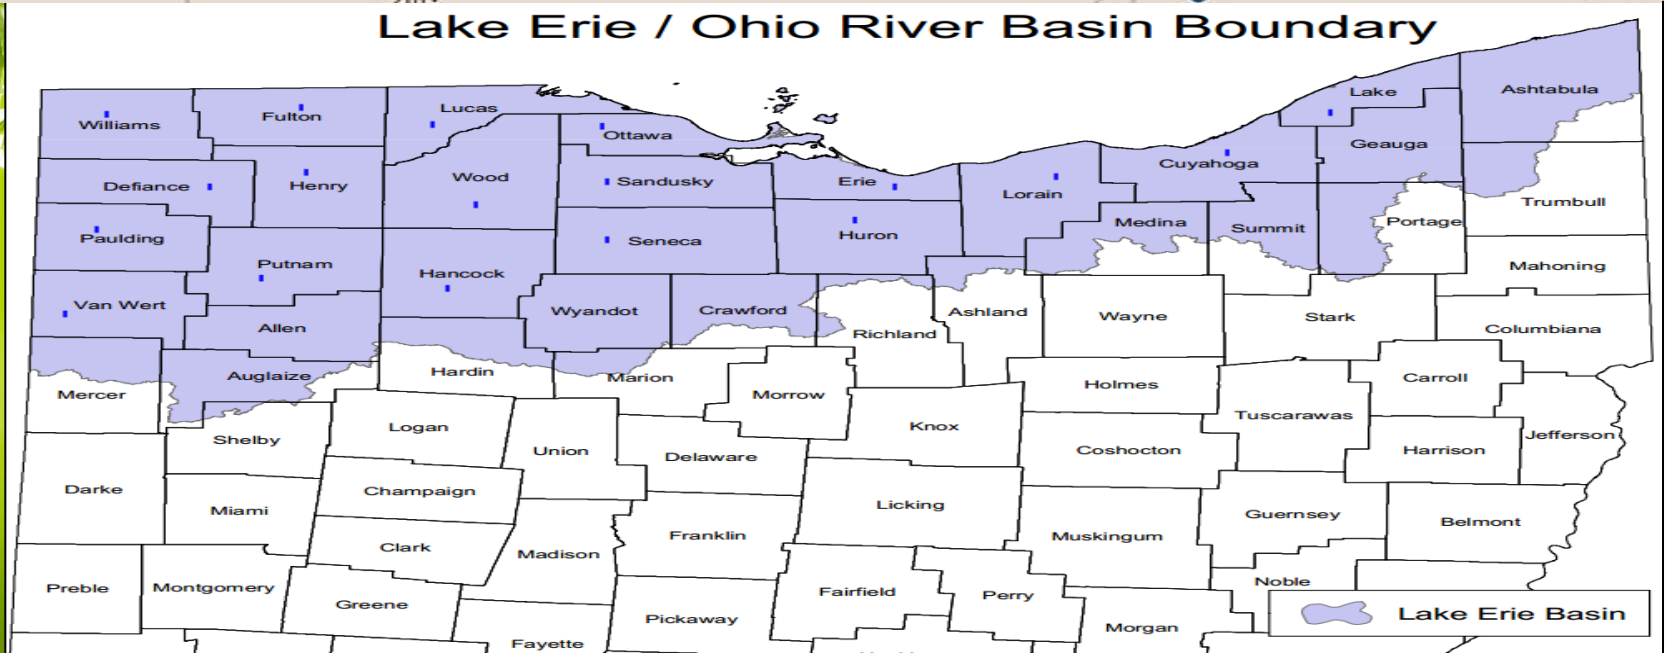 Lake Erie / Ohio River Basin Boundary
Lake
Ashtabula
Williams
Fulton
Lucas
Ottawa
Geauga
Cuyahoga
Defiance
Henry
Wood
Sandusky
Erie
Lorain
Trumbull
Paulding
Seneca
Huron
Medina
Summit
Portage
Putnam
Hancock
Mahoning
Van Wert
Allen
Wyandot
Crawford
Richland
Ashland
Wayne
Stark
Columbiana
Mercer
Auglaize
Hardin
Marion
Morrow
Holmes
Carroll
Tuscarawas
Shelby
Logan
Union
Delaware
Knox
Coshocton
Harrison
Jefferson
Darke
Miami
Champaign
Licking
Guernsey
Belmont
Clark
Madison
Franklin
Muskingum
Preble
Montgomery
Greene
Fairfield
Perry
Noble
Pickaway
Morgan
Fayette
Lake Erie Basin